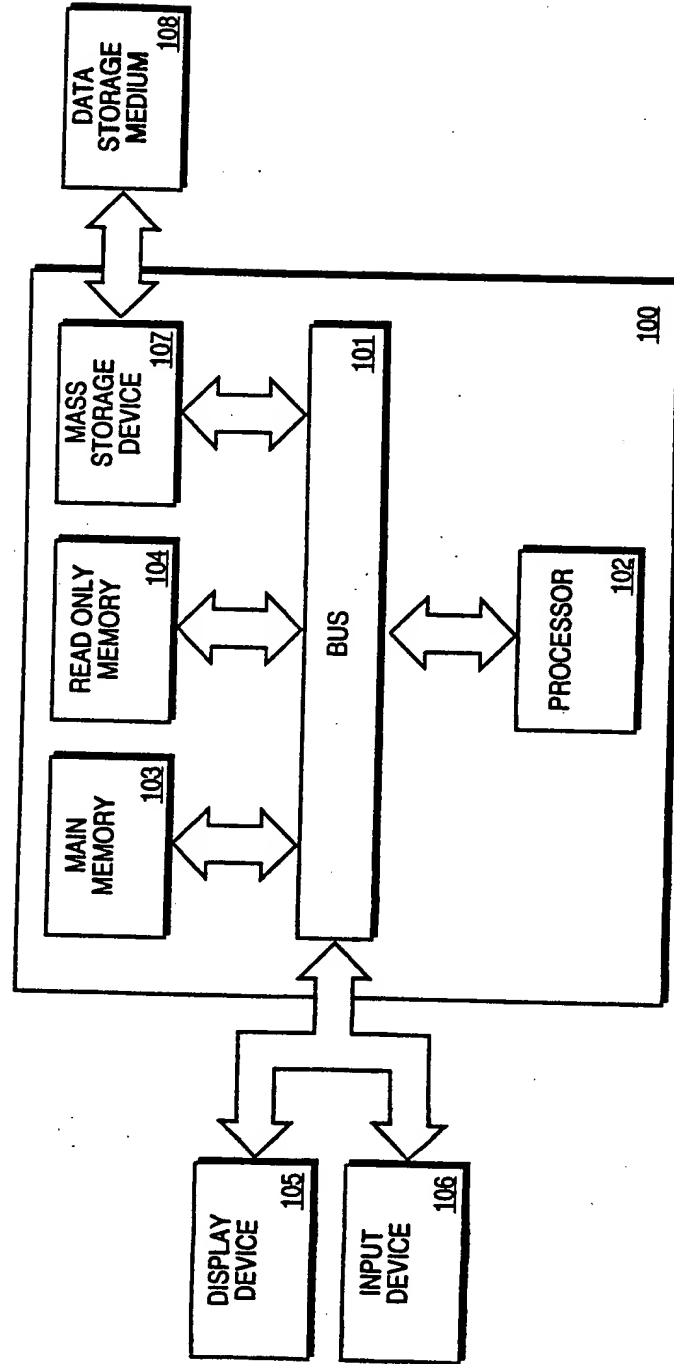 MAIN
MEMORY
103
READ ONLY
MEMORY
104
MASS
STORAGE
DEVICE
107
DATA
STORAGE
MEDIUM
108
DISPLAY
DEVICE
105
BUS
101
INPUT
DEVICE
106
PROCESSOR
102
100